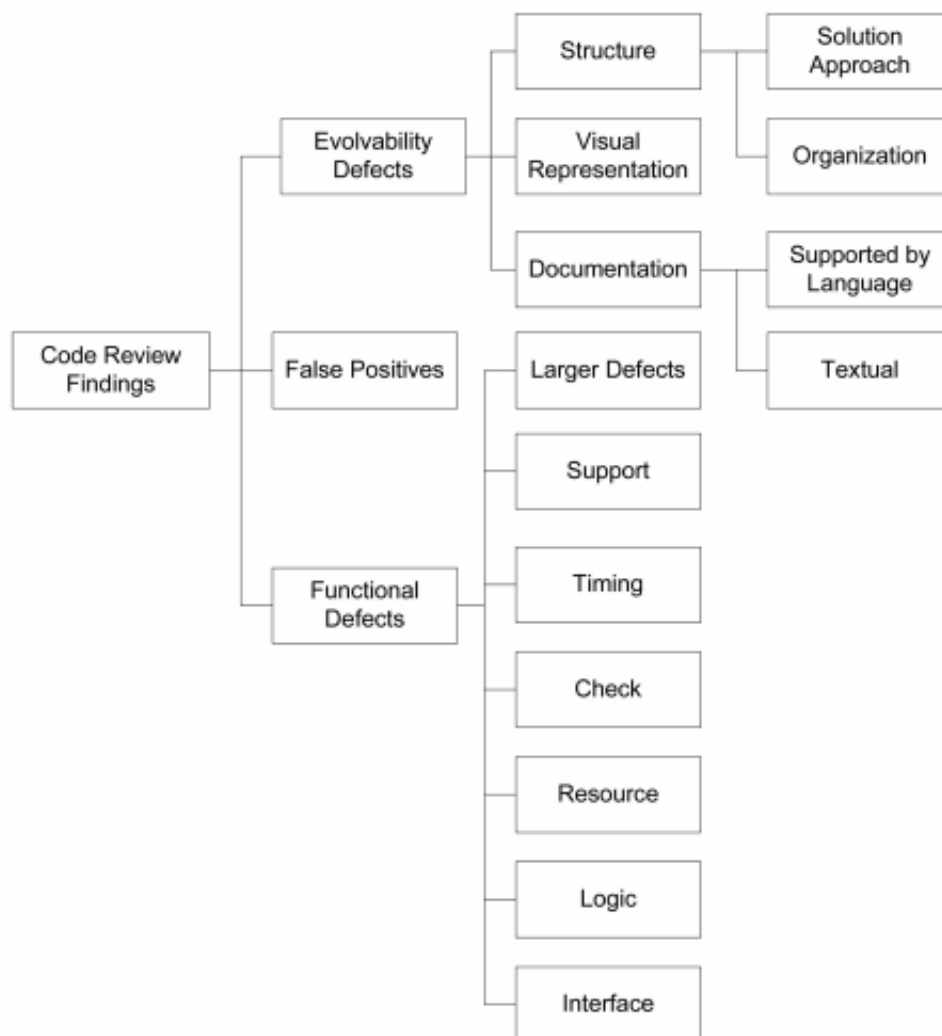 Structure
Solution
Approach
Evolvability
Defects
Visual
Representation
Organization
Documentation
Supported by
Language
Code Review
Findings
False Positives
Larger Defects
Textual
Support
Functional
Defects
Timing
Check
Resource
Logic
Interface